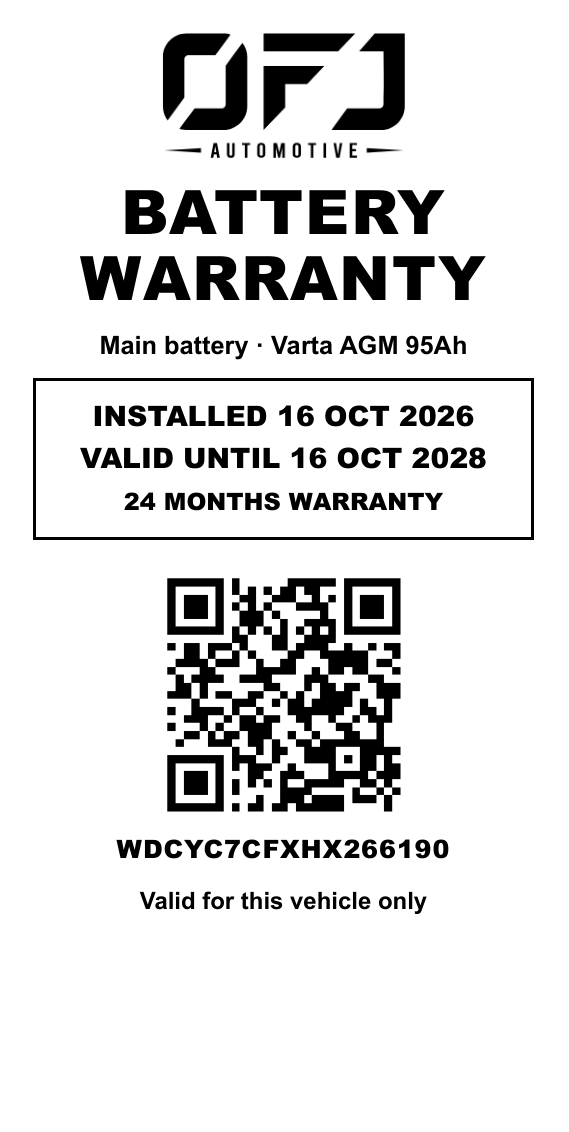 OFJ
AUTOMOTIVE
BATTERY
WARRANTY
Main battery · Varta AGM 95Ah
INSTALLED 16 OCT 2026
VALID UNTIL 16 OCT 2028
24 MONTHS WARRANTY
WDCYC7CFXHX266190
Valid for this vehicle only